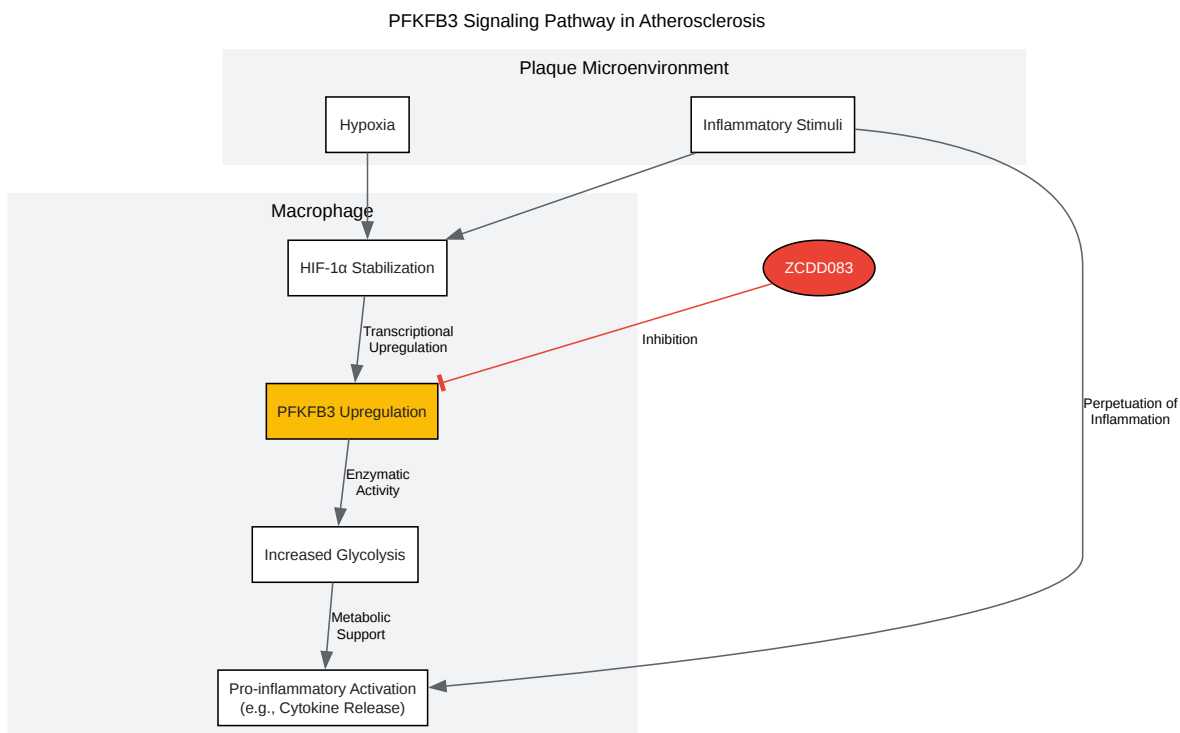 PFKFB3 Signaling Pathway in Atherosclerosis
Plaque Microenvironment
Hypoxia
Inflammatory Stimuli
Macrophage
HIF-1α Stabilization
ZCDD083
Transcriptional
Upregulation
Inhibition
PFKFB3 Upregulation
Perpetuation of
Inflammation
Enzymatic
Activity
Increased Glycolysis
Metabolic
Support
Pro-inflammatory Activation
(e.g., Cytokine Release)